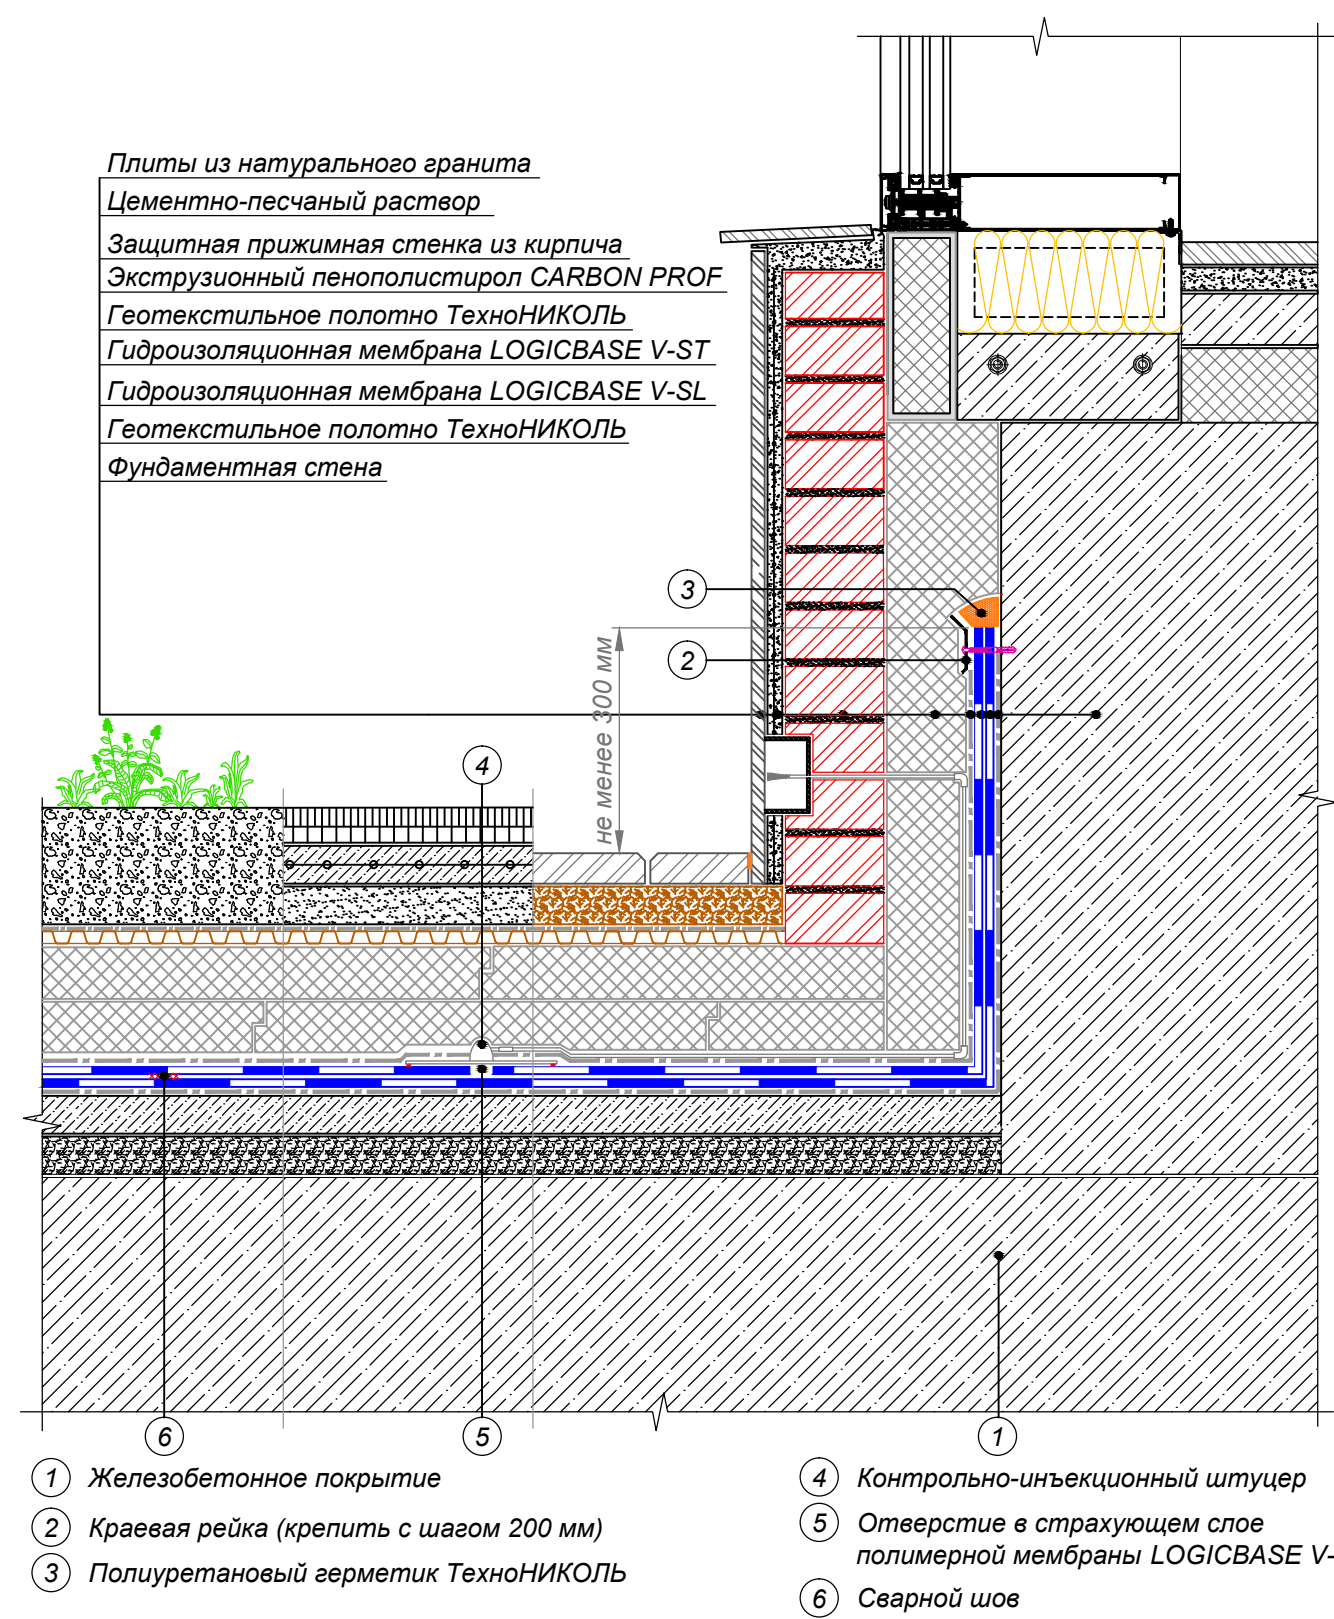 Плиты из натурального гранита
Цементно-песчаный раствор
Защитная прижимная стенка из кирпича
Экструзионный пенополистирол CARBON PROF
Геотекстильное полотно ТехноНИКОЛЬ
Гидроизоляционная мембрана LOGICBASE V-ST
Гидроизоляционная мембрана LOGICBASE V-SL
Геотекстильное полотно ТехноНИКОЛЬ
Фундаментная стена
3
2
не менее 300 мм
4
6
5
1
1 Железобетонное покрытие
2 Краевая рейка (крепить с шагом 200 мм)
3 Полиуретановый герметик ТехноНИКОЛЬ
4 Контрольно-инъекционный штуцер
5 Отверстие в страхующем слое
полимерной мембраны LOGICBASE V-
6 Сварной шов